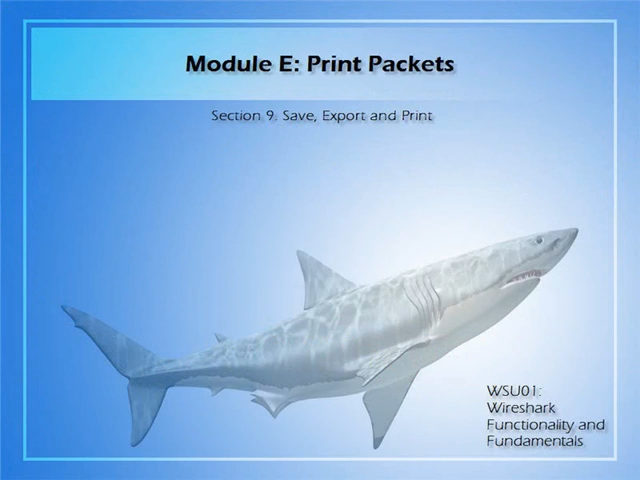 Module E: Print Packets
Section 9: Save, Export and Print
WSU01:
Wireshark
Functionality and
Fundamentals